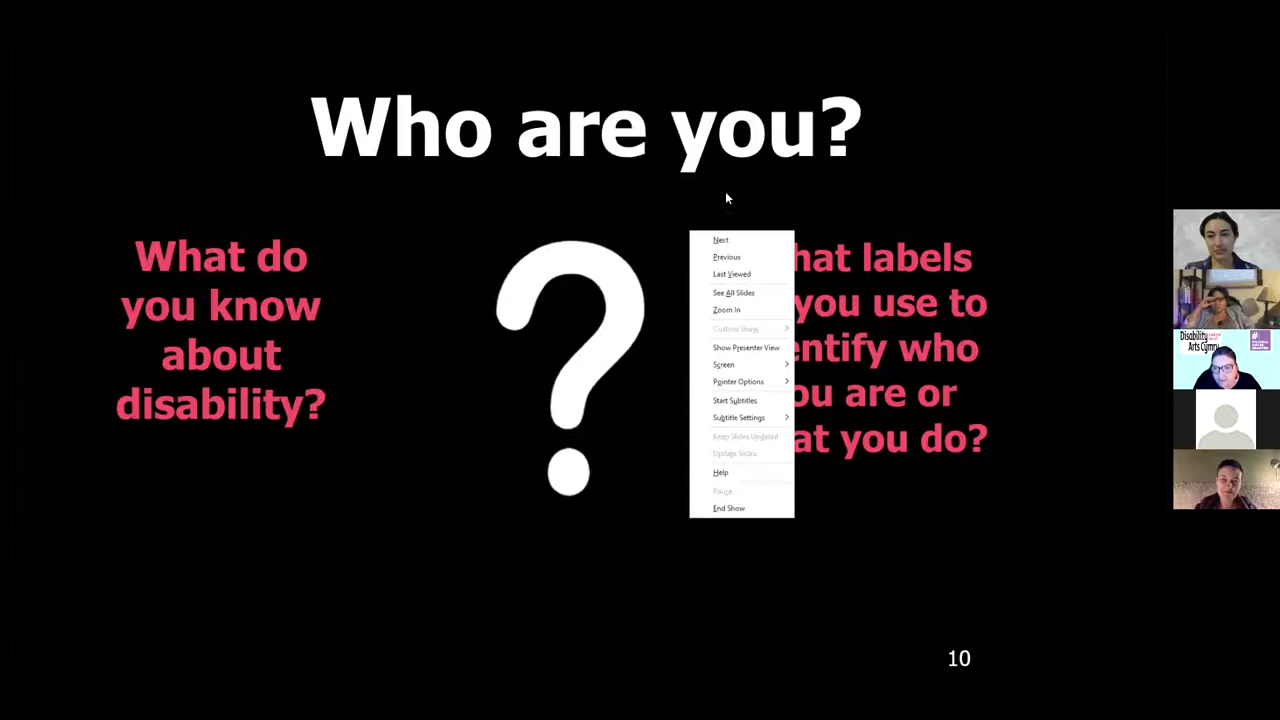 Who are you?
What do
you know
about
disability?
?
hat labels
you use to
entify who
ou are or
at you do?
Next
Previous
Last Viewed
See All Slides
Zoom In
Custom Show
Show Presenter View
Screen
Pointer Options
Start Subtitles
Subtitle Settings
Keep Slides Updated
Update Slides
Help
Pause
End Show
Disability
Arts Cymru
10